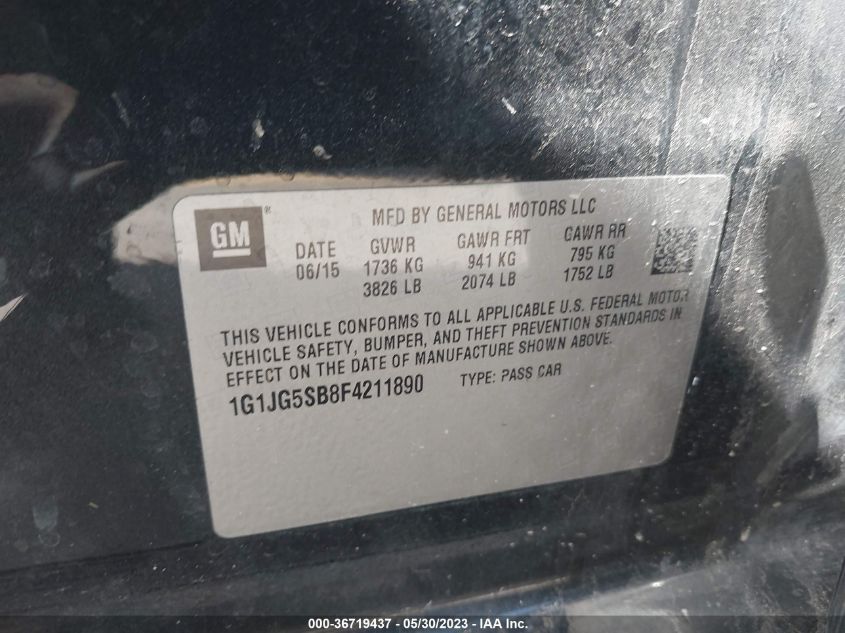 GM ®
MFD BY GENERAL MOTORS LLC
DATE GVWR GAWR FRT GAWR RR
06/15 1736 KG 941 KG 795 KG
3826 LB 2074 LB 1752 LB
THIS VEHICLE CONFORMS TO ALL APPLICABLE U.S. FEDERAL MOTOR
VEHICLE SAFETY, BUMPER, AND THEFT PREVENTION STANDARDS IN
EFFECT ON THE DATE OF MANUFACTURE SHOWN ABOVE.
1G1JG5SB8F4211890 TYPE: PASS CAR
000-36719437 - 05/30/2023 - IAA Inc.